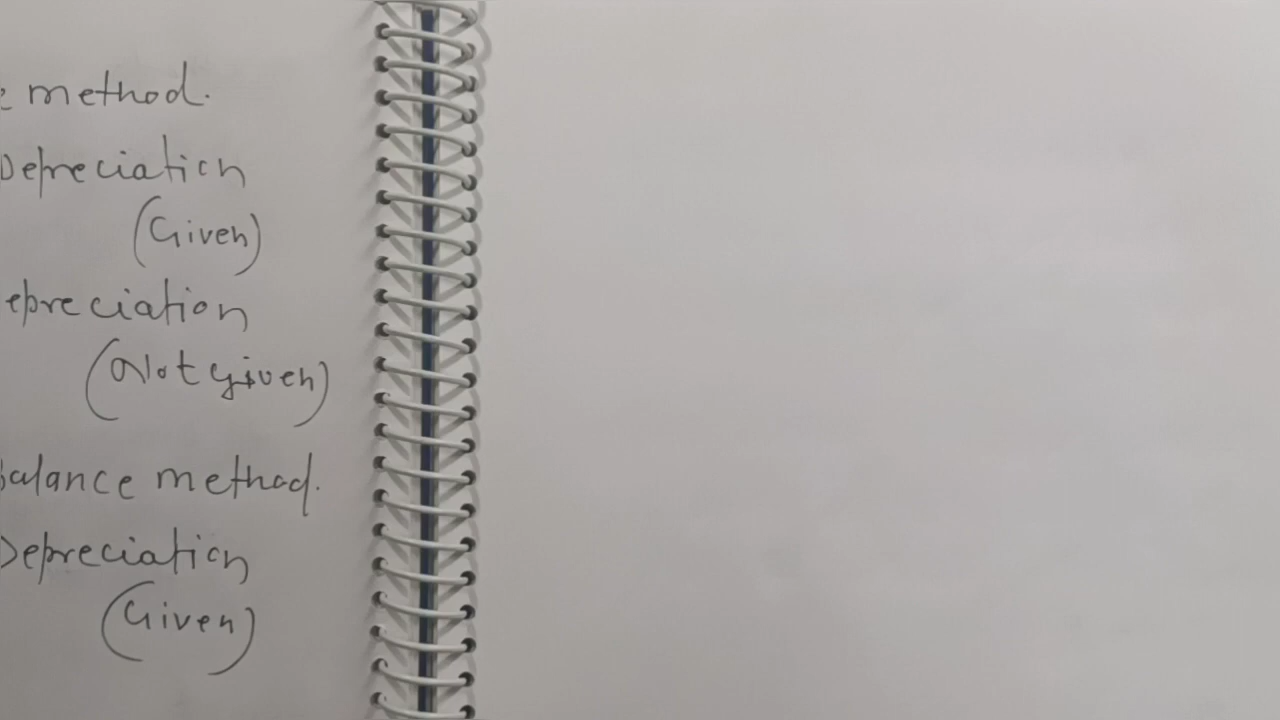 method.
Depreciation
(Given)
epreciation
(Not given)
balance method.
Depreciation
(Given)